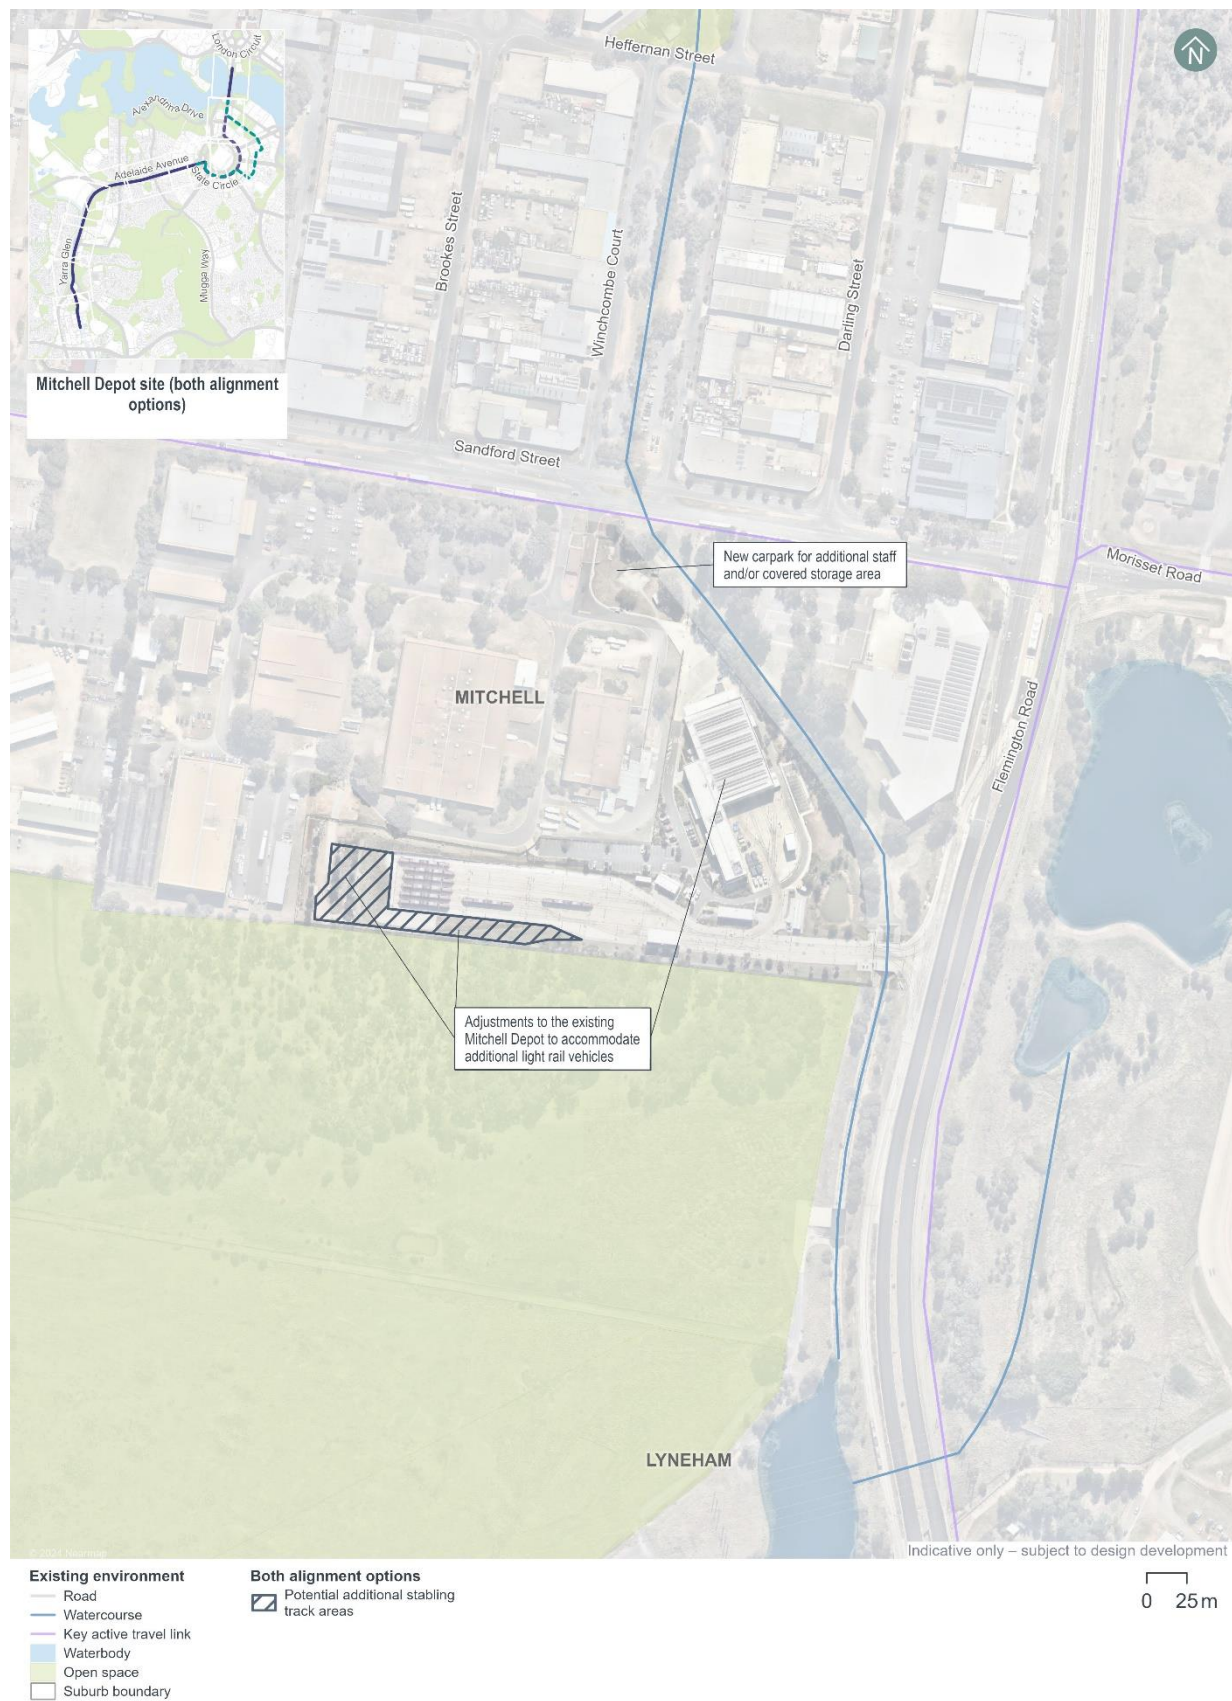 London Circuit
Alexandrina Drive
Adelaide Avenue
State Circle
Yarra Glen
Mugga Way
Mitchell Depot site (both alignment
options)
N
Heffernan Street
Brookes Street
Winchcombe Court
Darling Street
Sandford Street
New carpark for additional staff
and/or covered storage area
Morisset Road
MITCHELL
Flemington Road
Adjustments to the existing
Mitchell Depot to accommodate
additional light rail vehicles
LYNEHAM
© 2024 Nearmap
Indicative only – subject to design development
Existing environment
Road
Watercourse
Key active travel link
Waterbody
Open space
Suburb boundary
Both alignment options
Potential additional stabling
track areas
0 25m